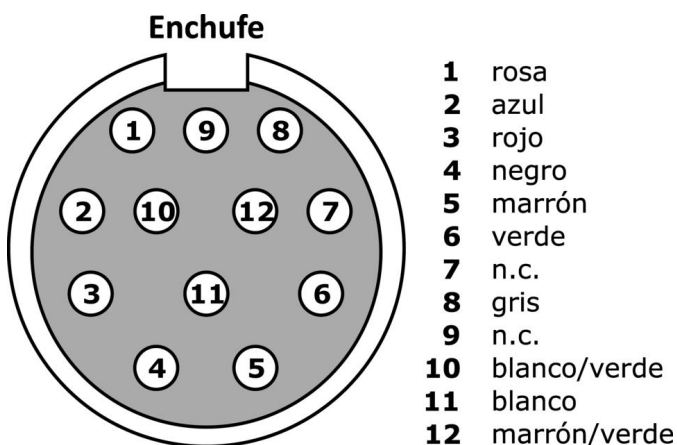 Enchufe
1 9 8
2 10 12 7
3 11 6
4 5
1 rosa
2 azul
3 rojo
4 negro
5 marrón
6 verde
7 n.c.
8 gris
9 n.c.
10 blanco/verde
11 blanco
12 marrón/verde